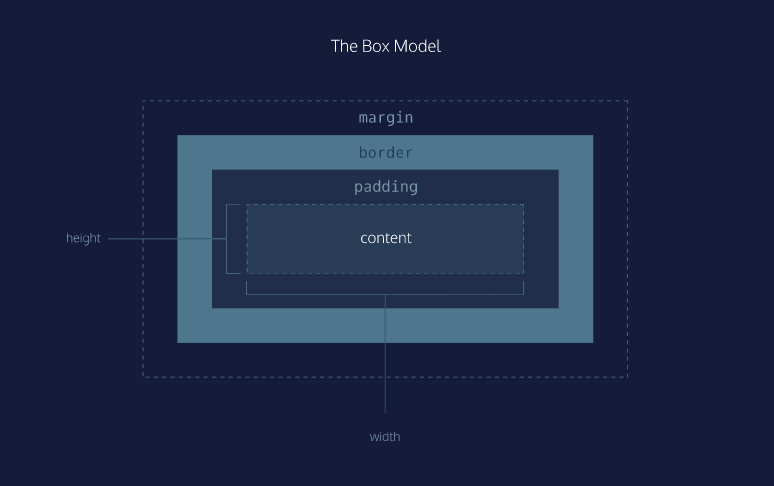 The Box Model
margin
border
padding
content
height
width